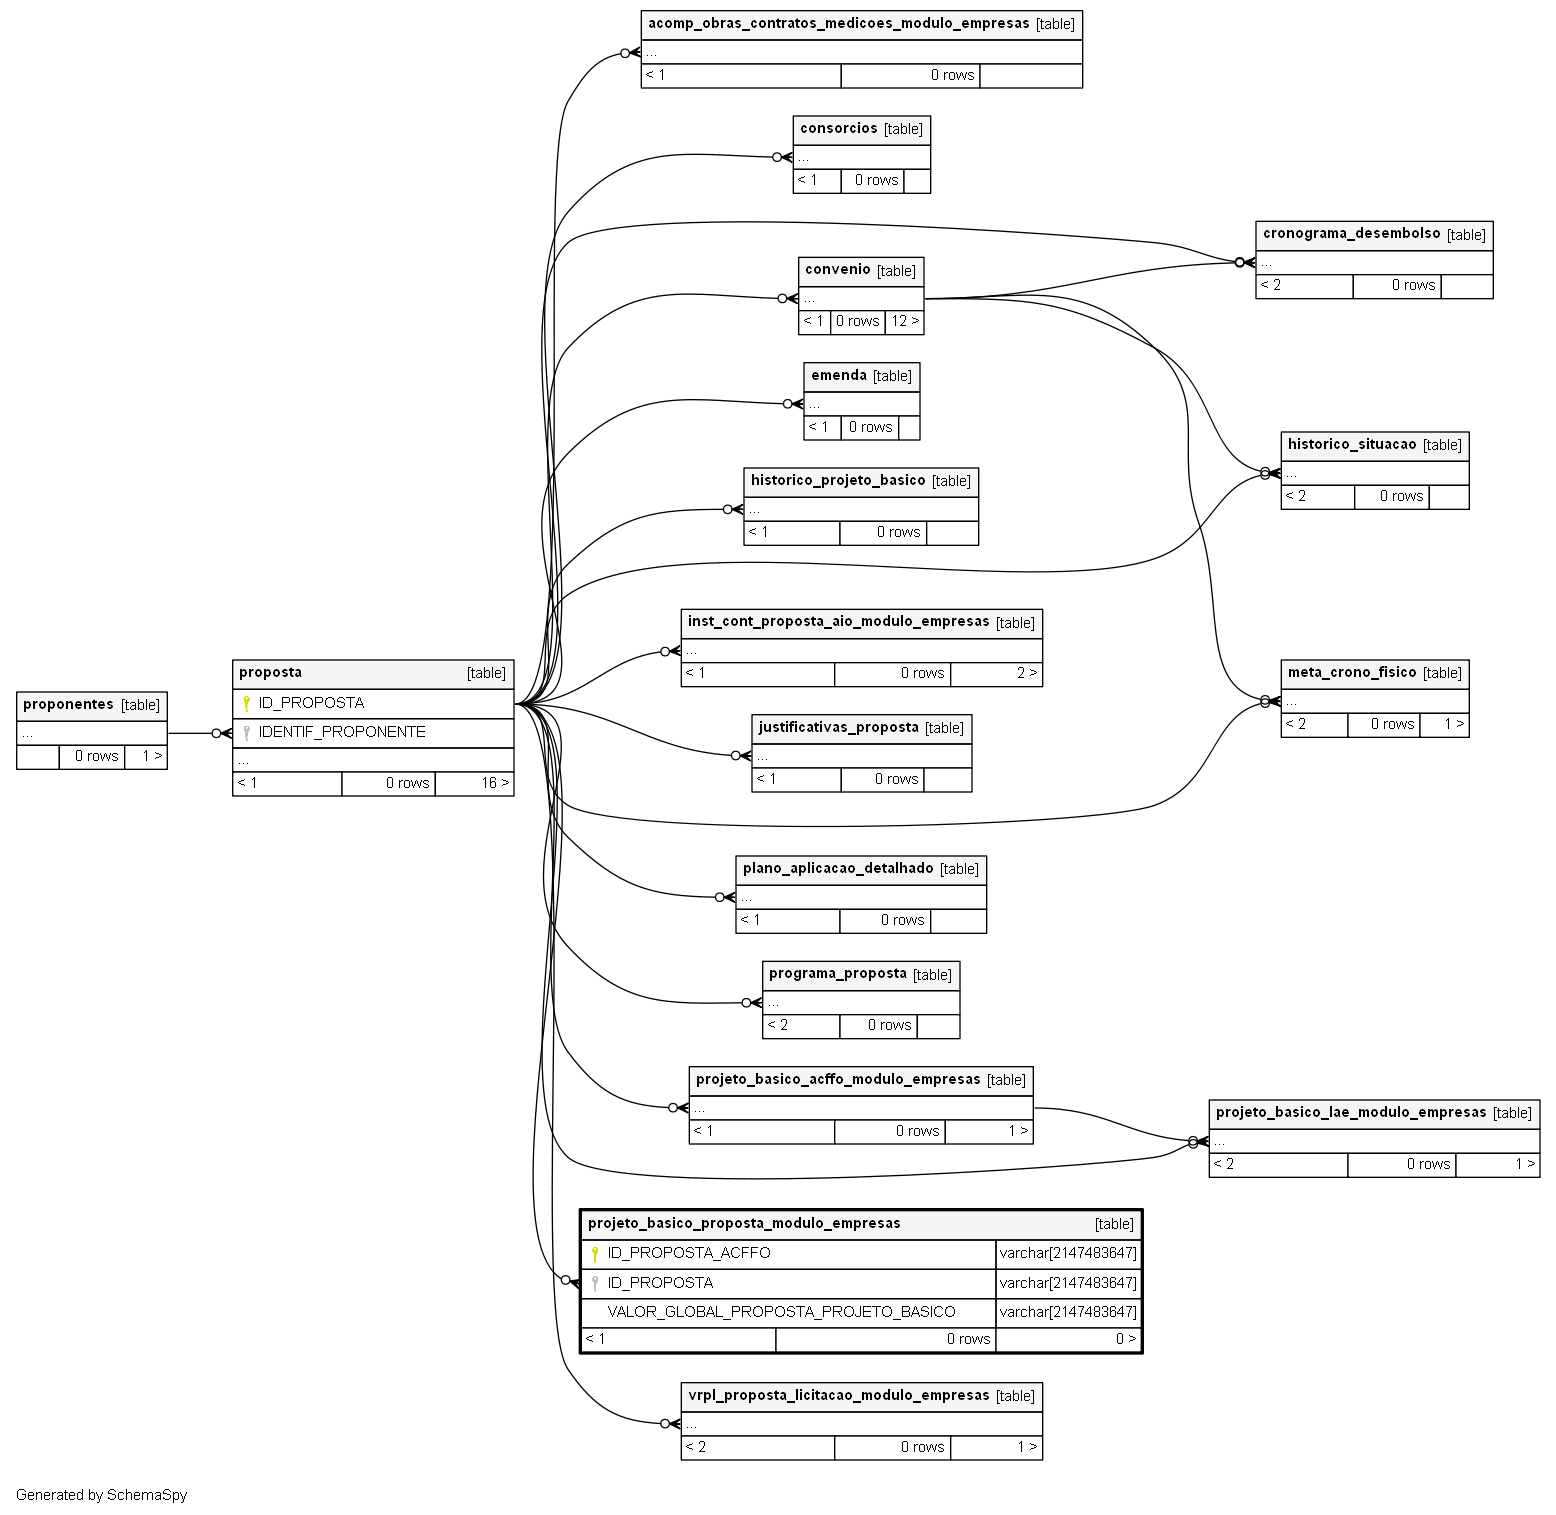 acomp_obras_contratos_medicoes_modulo_empresas [table]
...
< 1 0 rows
consorcios [table]
...
< 1 0 rows
cronograma_desembolso [table]
...
< 2 0 rows
convenio [table]
...
< 1 0 rows 12 >
emenda [table]
...
< 1 0 rows
historico_situacao [table]
...
< 2 0 rows
historico_projeto_basico [table]
...
< 1 0 rows
inst_cont_proposta_aio_modulo_empresas [table]
...
< 1 0 rows 2 >
proponentes [table]
...
0 rows 1 >
proposta [table]
ID_PROPOSTA
IDENTIF_PROPONENTE
...
< 1 0 rows 16 >
meta_crono_fisico [table]
...
< 2 0 rows 1 >
justificativas_proposta [table]
...
< 1 0 rows
plano_aplicacao_detalhado [table]
...
< 1 0 rows
programa_proposta [table]
...
< 2 0 rows
projeto_basico_acffo_modulo_empresas [table]
...
< 1 0 rows 1 >
projeto_basico_lae_modulo_empresas [table]
...
< 2 0 rows 1 >
projeto_basico_proposta_modulo_empresas [table]
ID_PROPOSTA_ACFFO varchar[2147483647]
ID_PROPOSTA varchar[2147483647]
VALOR_GLOBAL_PROPOSTA_PROJETO_BASICO varchar[2147483647]
< 1 0 rows 0 >
vrpl_proposta_licitacao_modulo_empresas [table]
...
< 2 0 rows 1 >
Generated by SchemaSpy